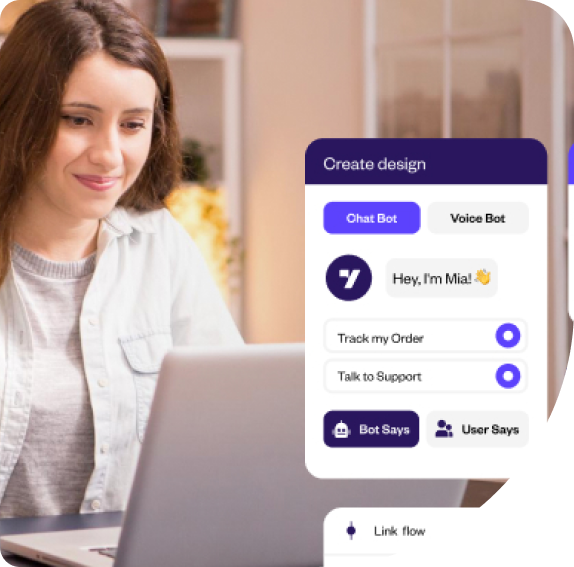 Create design
Chat Bot
Voice Bot
Hey, I'm Mia! 👋
Track my Order
Talk to Support
Bot Says
User Says
Link flow